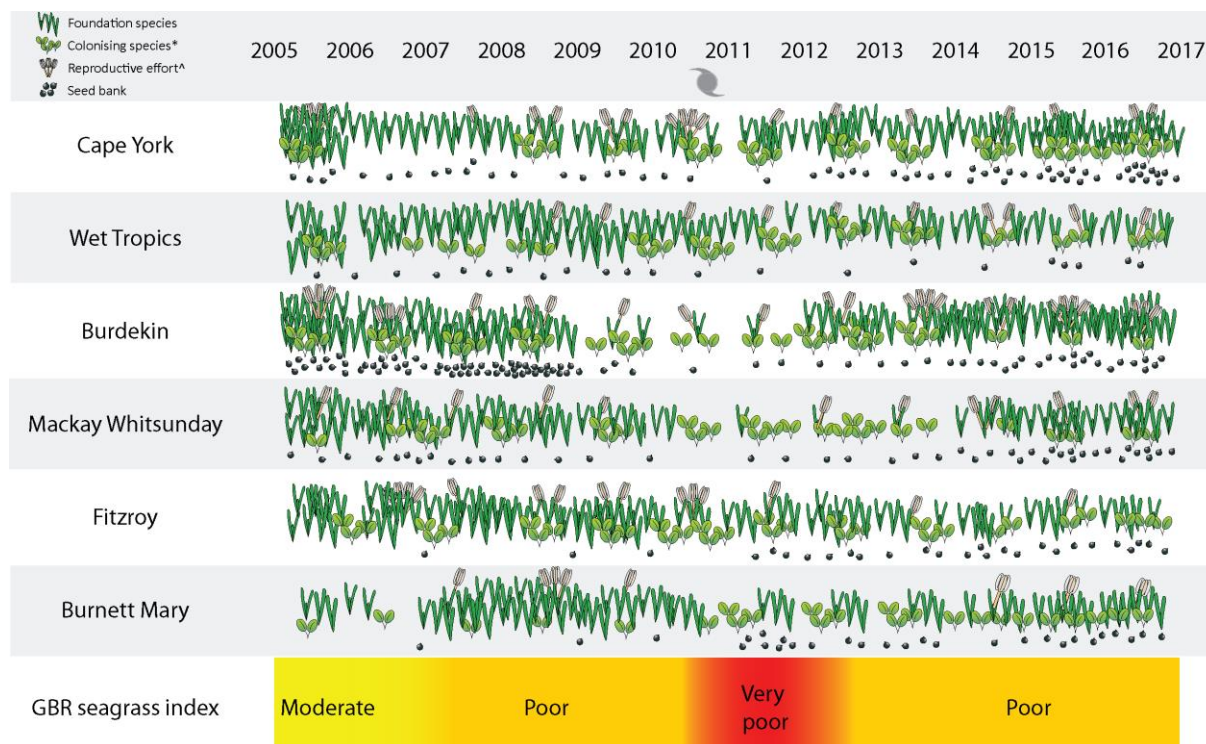 Foundation species
Colonising species*
Reproductive effort^
Seed bank
2005 2006 2007 2008 2009 2010 2011 2012 2013 2014 2015 2016 2017
Cape York
Wet Tropics
Burdekin
Mackay Whitsunday
Fitzroy
Burnett Mary
GBR seagrass index
Moderate
Poor
Very
poor
Poor